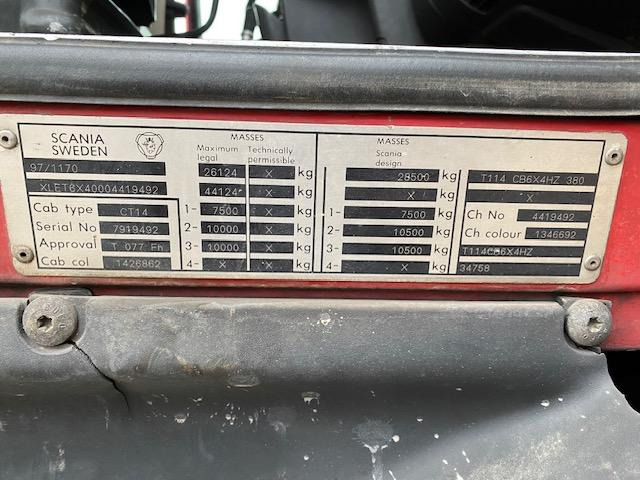 SCANIA
SWEDEN
97/1170
XLET6X40004419492
Cab type CT14
Serial No 7919492
Approval T 077 Fh
Cab col 1426862
MASSES
Maximum legal Technically permissible
26124 X kg
44124 X kg
1- 7500 X kg
2- 10000 X kg
3- 10000 X kg
4- X X kg
MASSES
Scania design
28500 kg
X
1- 7500 kg
2- 10500 kg
3- 10500 kg
4- X kg
T114 CB6X4HZ 380
X
Ch No 4419492
Ch colour 1346692
T114CB6X4HZ
34758